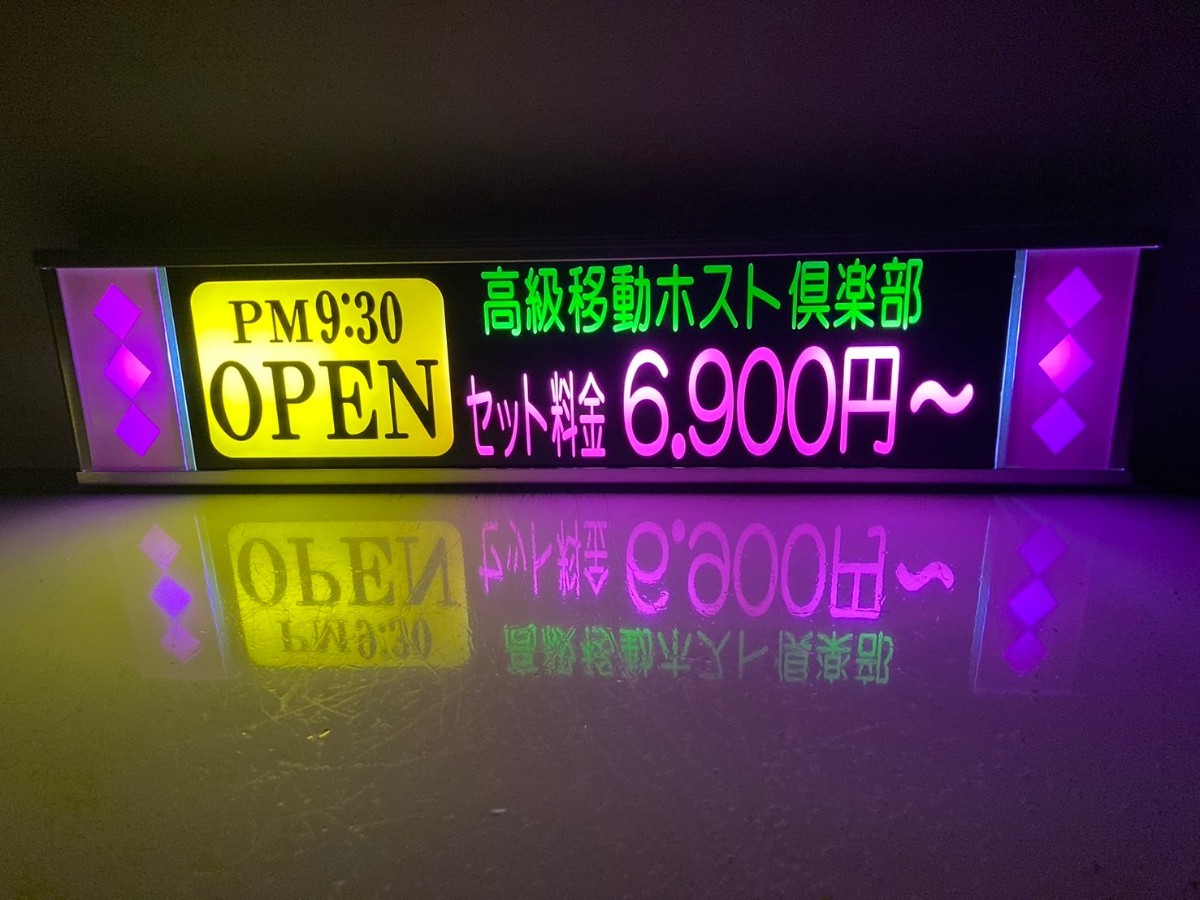 PM9:30
OPEN
高級移動ホスト倶楽部
セット料金 6.900円~